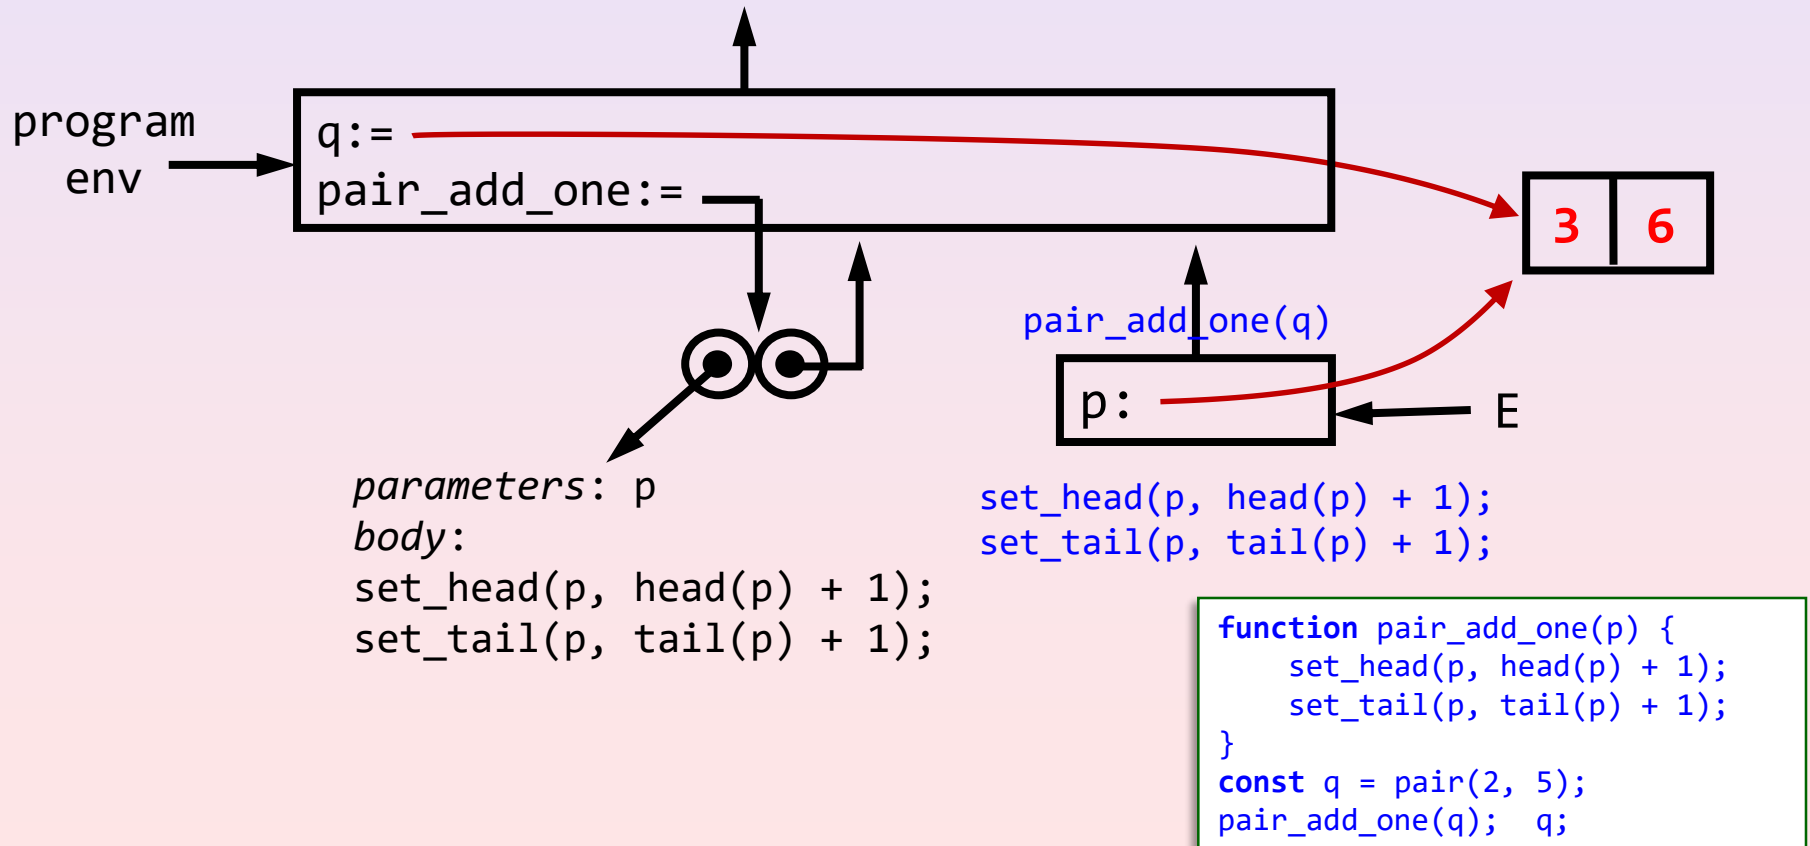 program
env
q:=
pair_add_one:=
3 6
pair_add_one(q)
p:
E
parameters: p
body:
set_head(p, head(p) + 1);
set_tail(p, tail(p) + 1);
set_head(p, head(p) + 1);
set_tail(p, tail(p) + 1);
function pair_add_one(p) {
    set_head(p, head(p) + 1);
    set_tail(p, tail(p) + 1);
}
const q = pair(2, 5);
pair_add_one(q);  q;